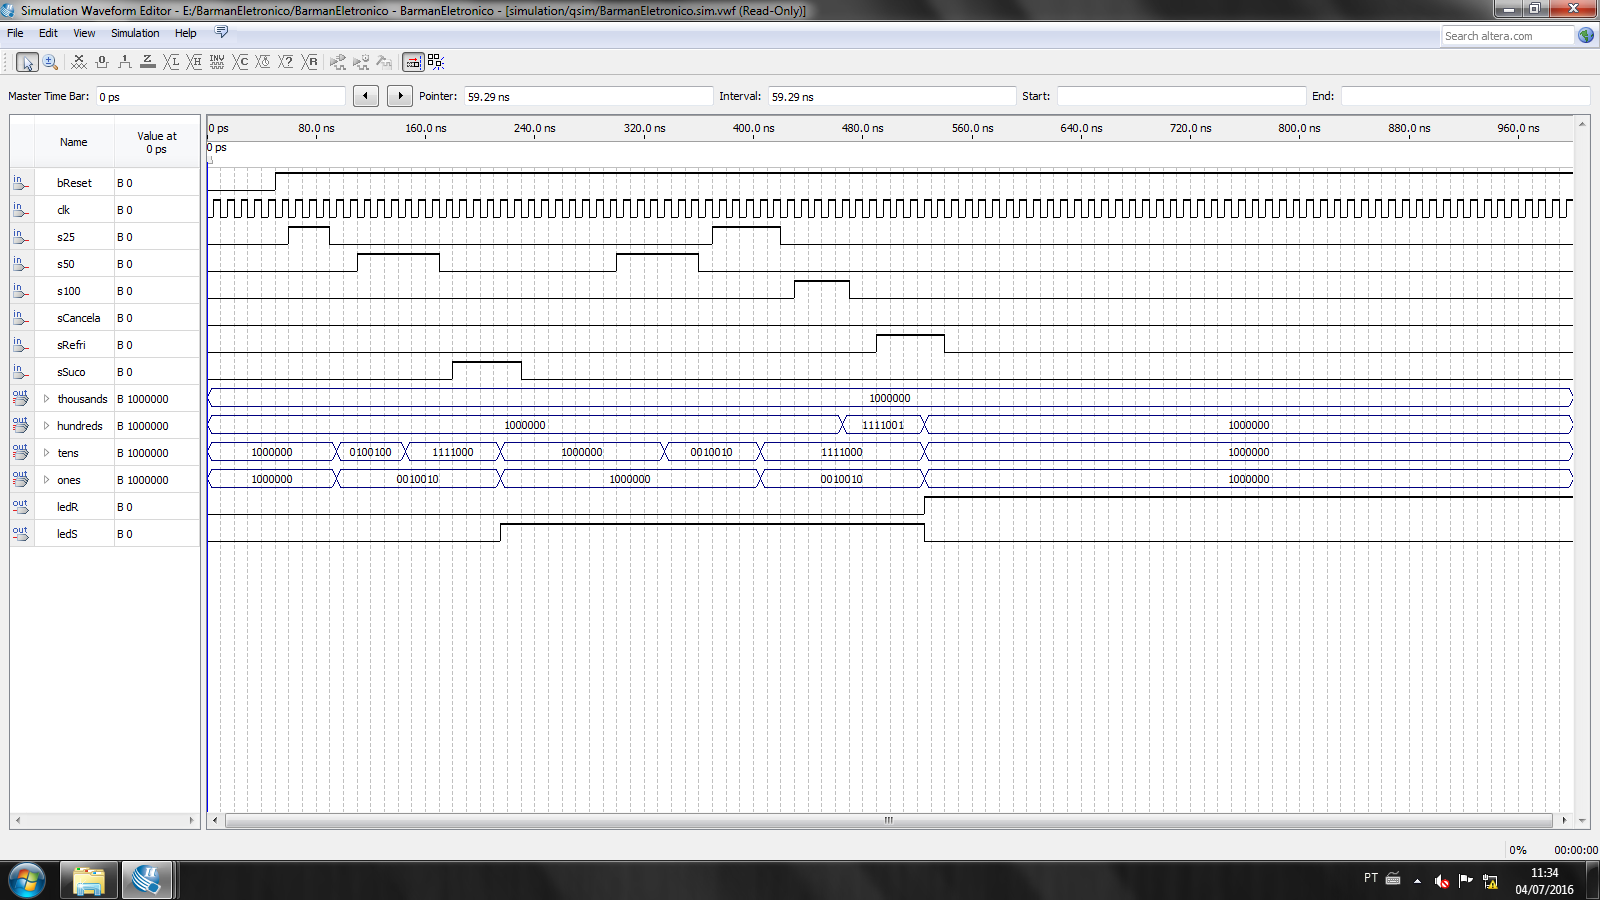 Simulation Waveform Editor - E:/BarmanEletronico/BarmanEletronico - BarmanEletronico - [simulation/qsim/BarmanEletronico.sim.vwf (Read-Only)]
File Edit View Simulation Help
Search altera.com
Master Time Bar: 0 ps Pointer: 59.29 ns Interval: 59.29 ns Start: End:
Name Value at 0 ps
0 ps 80.0 ns 160.0 ns 240.0 ns 320.0 ns 400.0 ns 480.0 ns 560.0 ns 640.0 ns 720.0 ns 800.0 ns 880.0 ns 960.0 ns
0 ps
in bReset B 0
in clk B 0
in s25 B 0
in s50 B 0
in s100 B 0
in sCancela B 0
in sRefri B 0
in sSuco B 0
out thousands B 1000000 1000000
out hundreds B 1000000 1000000 1111001 1000000
out tens B 1000000 1000000 0100100 1111000 1000000 0010010 1111000 1000000
out ones B 1000000 1000000 0010010 1000000 0010010 1000000
out ledR B 0
out ledS B 0
0% 00:00:00
PT 11:34
04/07/2016